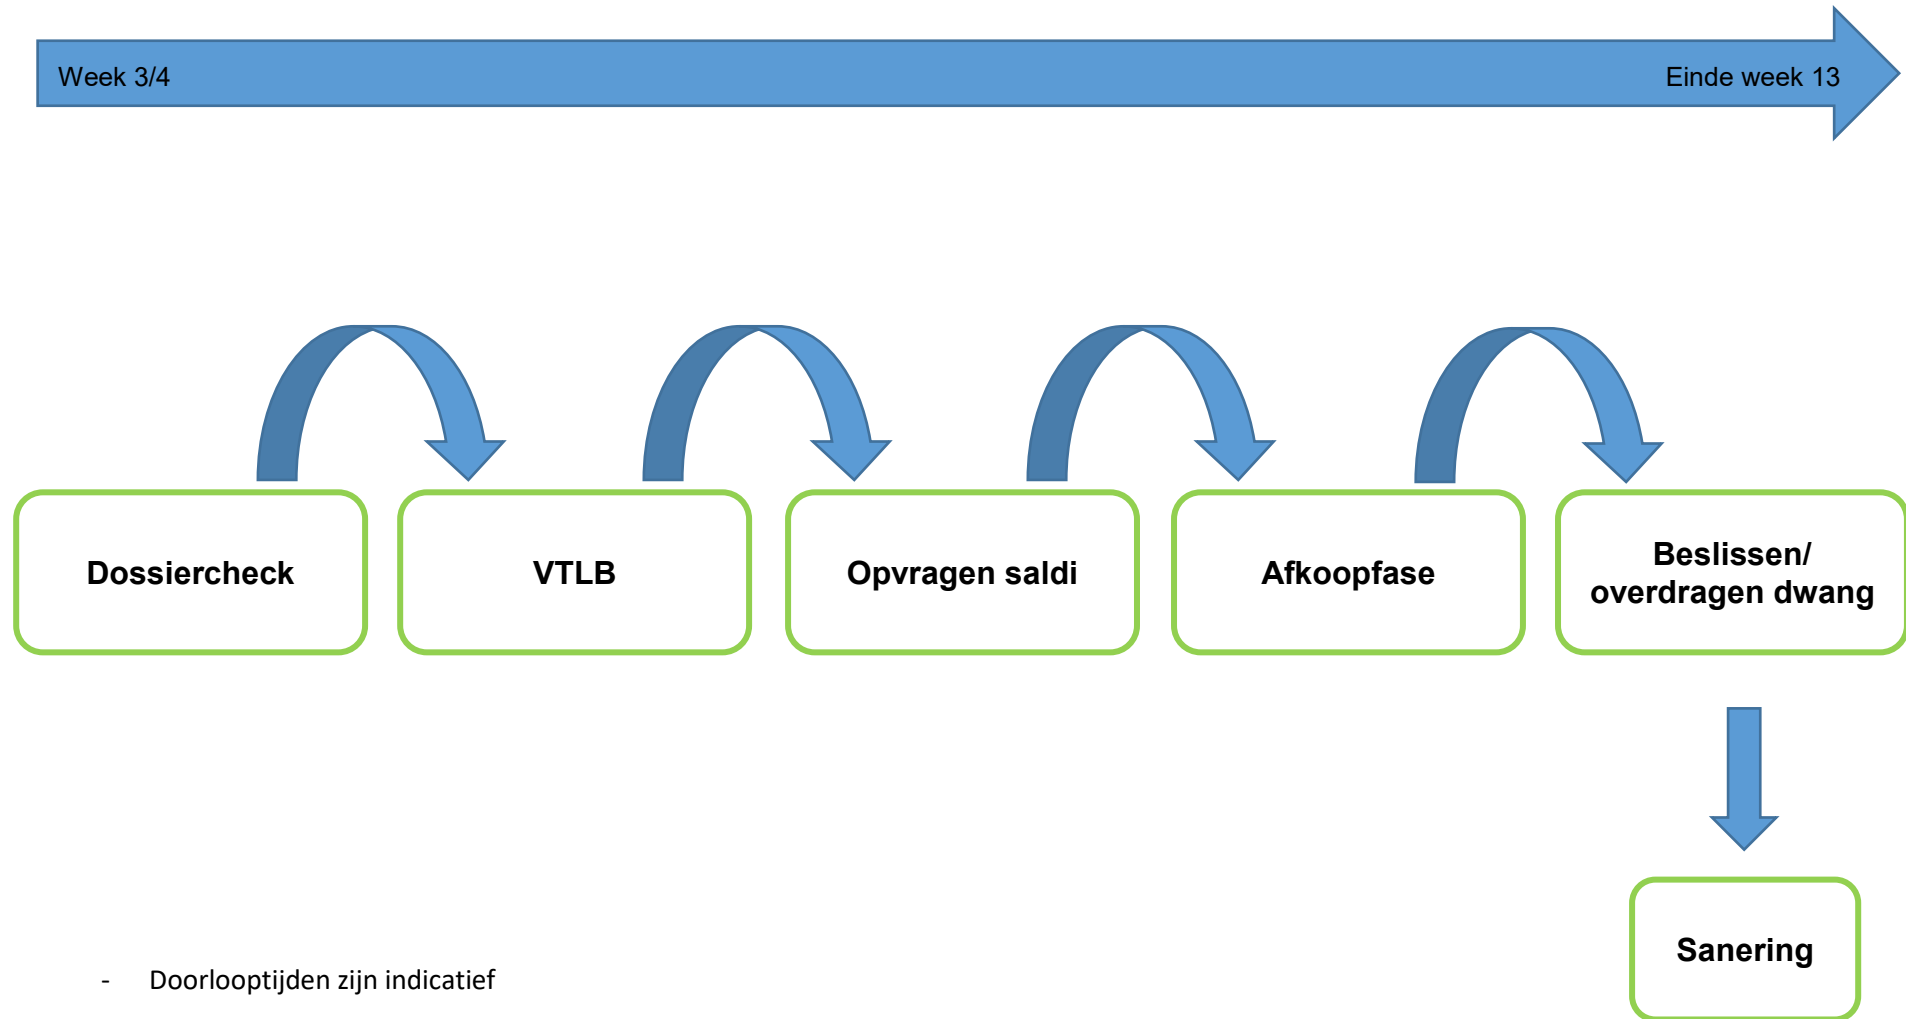 Week 3/4
Einde week 13
Dossiercheck
VTLB
Opvragen saldi
Afkoopfase
Beslissen/
overdragen dwang
Sanering
- Doorlooptijden zijn indicatief